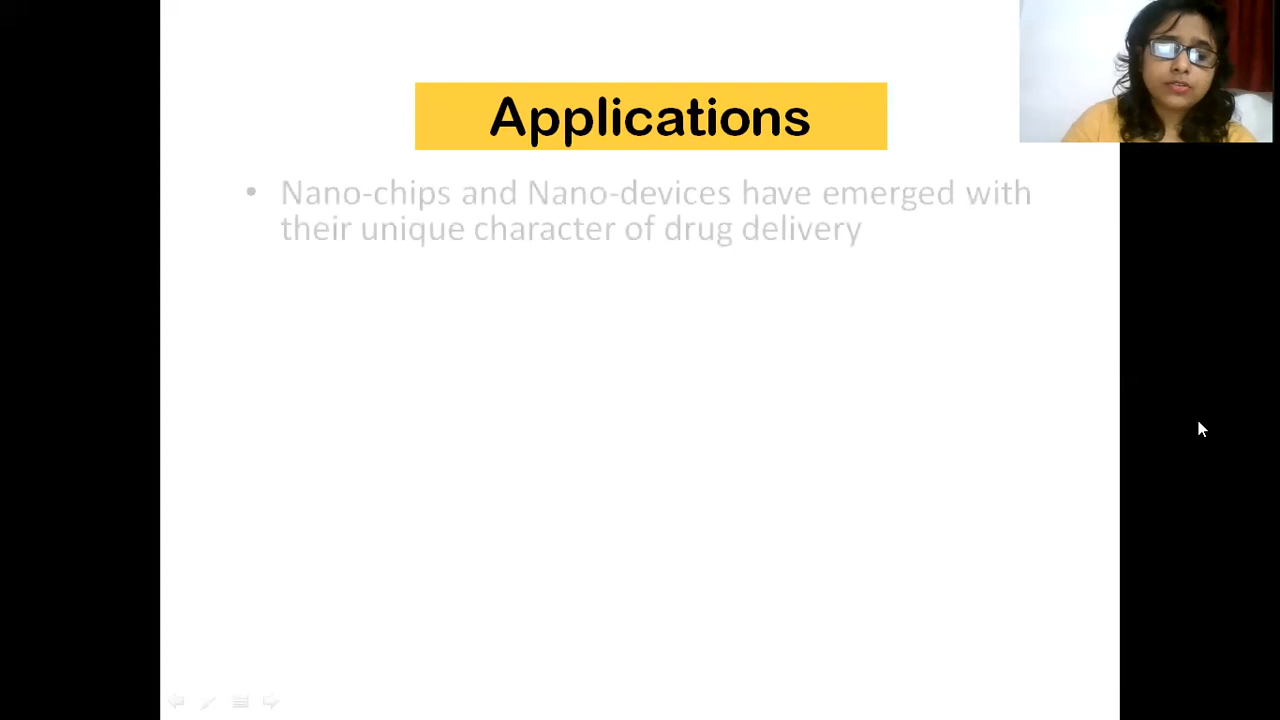 Applications
• Nano-chips and Nano-devices have emerged with
their unique character of drug delivery